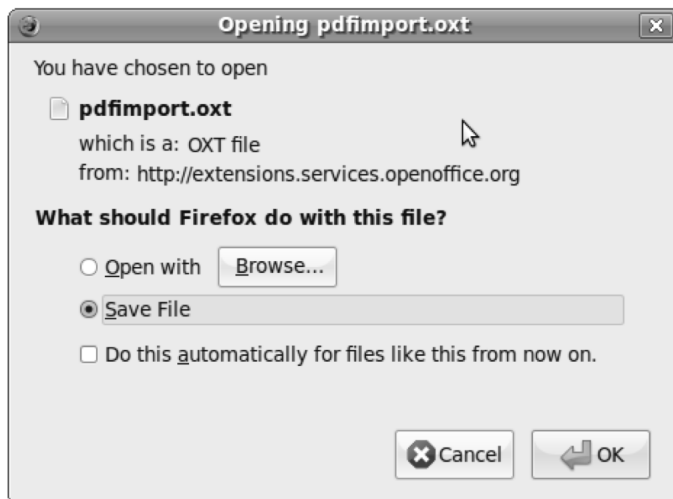 Opening pdfimport.oxt
You have chosen to open
pdfimport.oxt
which is a: OXT file
from: http://extensions.services.openoffice.org
What should Firefox do with this file?
Open with Browse...
Save File
Do this automatically for files like this from now on.
Cancel OK